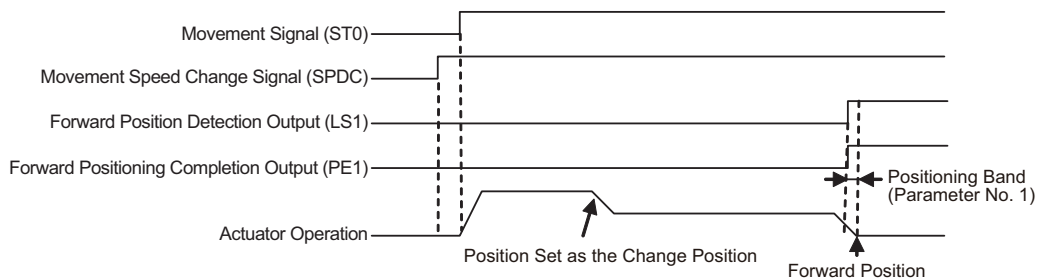 Movement Signal (ST0)
Movement Speed Change Signal (SPDC)
Forward Position Detection Output (LS1)
Forward Positioning Completion Output (PE1)
Positioning Band
(Parameter No. 1)
Actuator Operation
Position Set as the Change Position
Forward Position